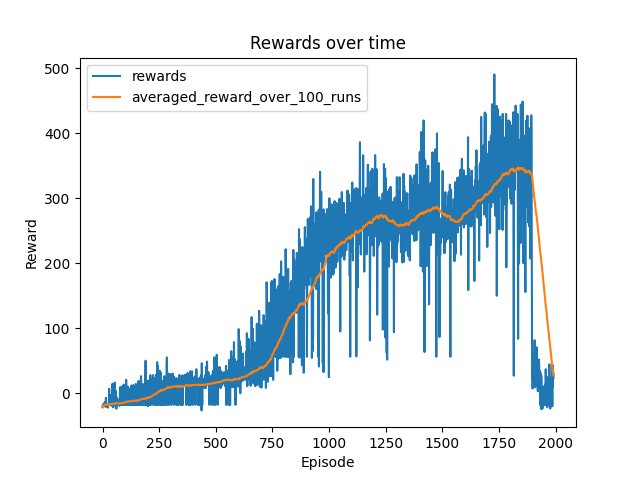 Rewards over time
rewards
averaged_reward_over_100_runs
500
400
300
200
100
0
Reward
0 250 500 750 1000 1250 1500 1750 2000
Episode